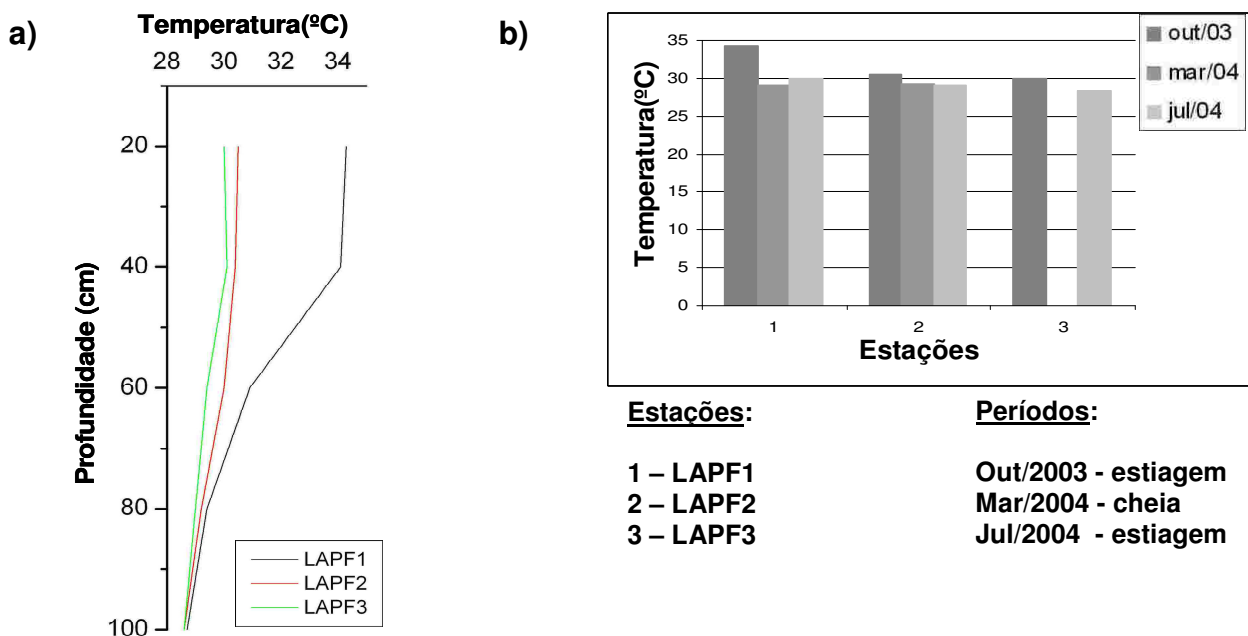 a)
Temperatura(ºC)
28 30 32 34
20
40
60
80
100
Profundidade (cm)
LAPF1
LAPF2
LAPF3
b)
35
30
25
20
15
10
5
0
Temperatura(ºC)
1 2 3
Estações
out/03
mar/04
jul/04
Estações:
1 – LAPF1
2 – LAPF2
3 – LAPF3
Períodos:
Out/2003 - estiagem
Mar/2004 - cheia
Jul/2004 - estiagem